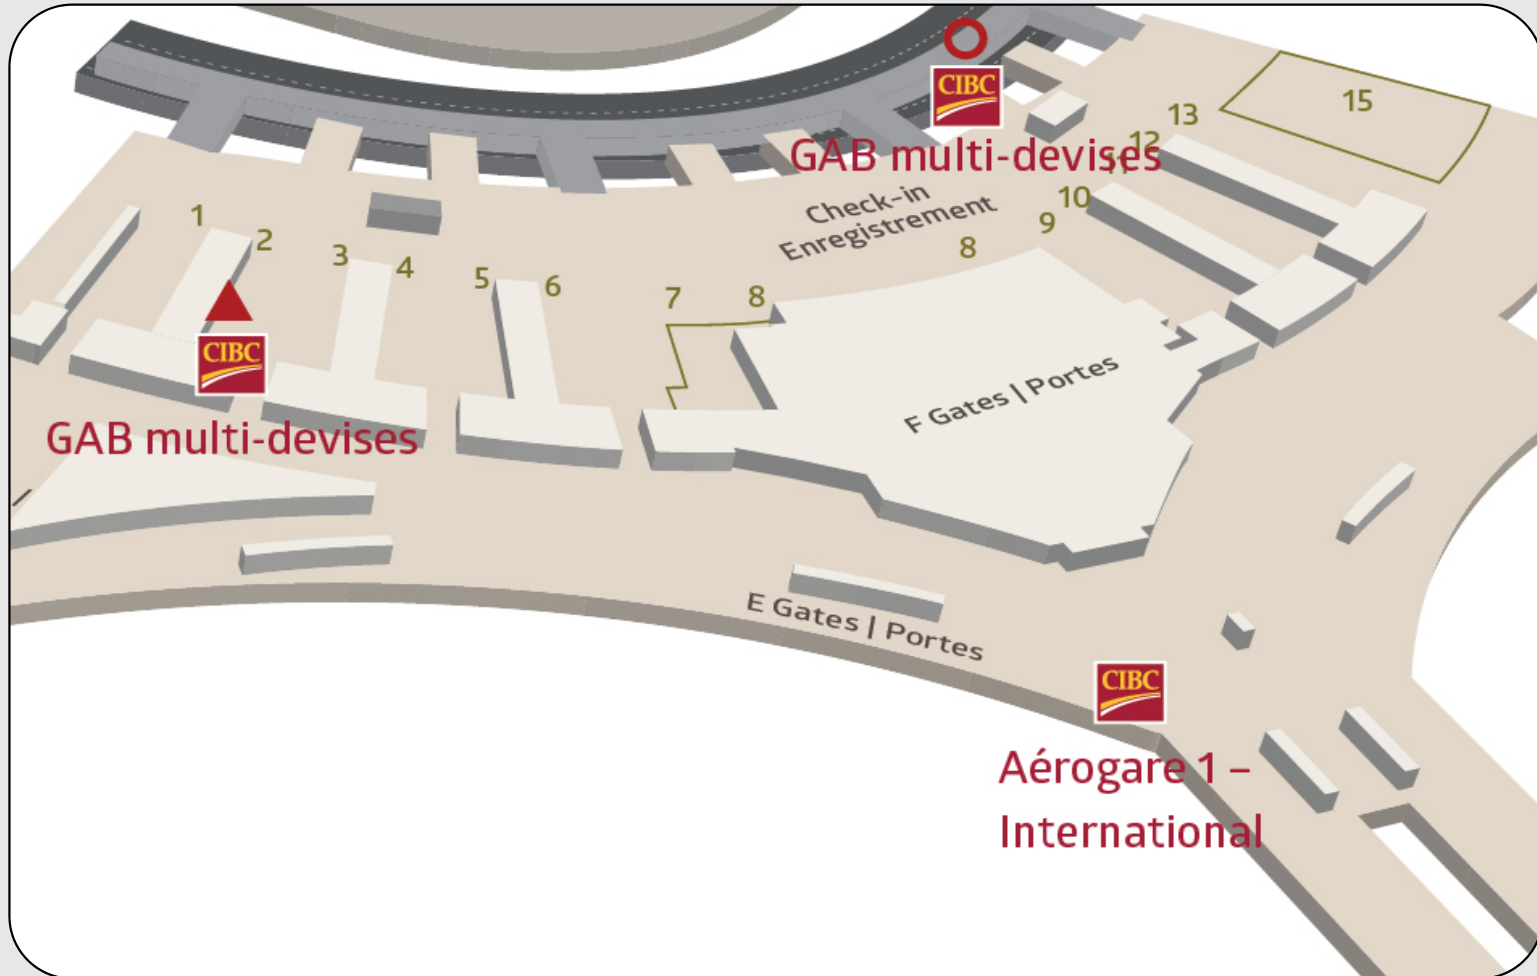 CIBC
GAB multi-devises
Check-in
Enregistrement
1
2
3
4
5
6
7
8
8
9
10
11
12
13
15
CIBC
GAB multi-devises
F Gates | Portes
E Gates | Portes
CIBC
Aérogare 1 –
International